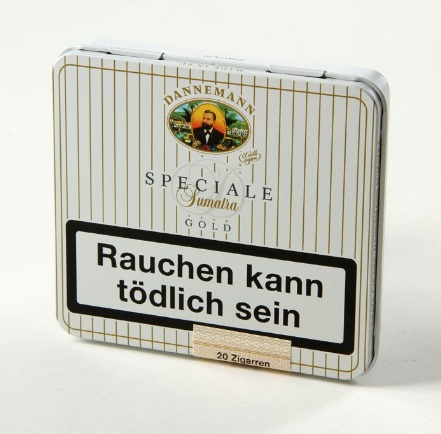 DANNEMANN
SPECIALE
Sumatra
GOLD
Rauchen kann
tödlich sein
20 Zigarren